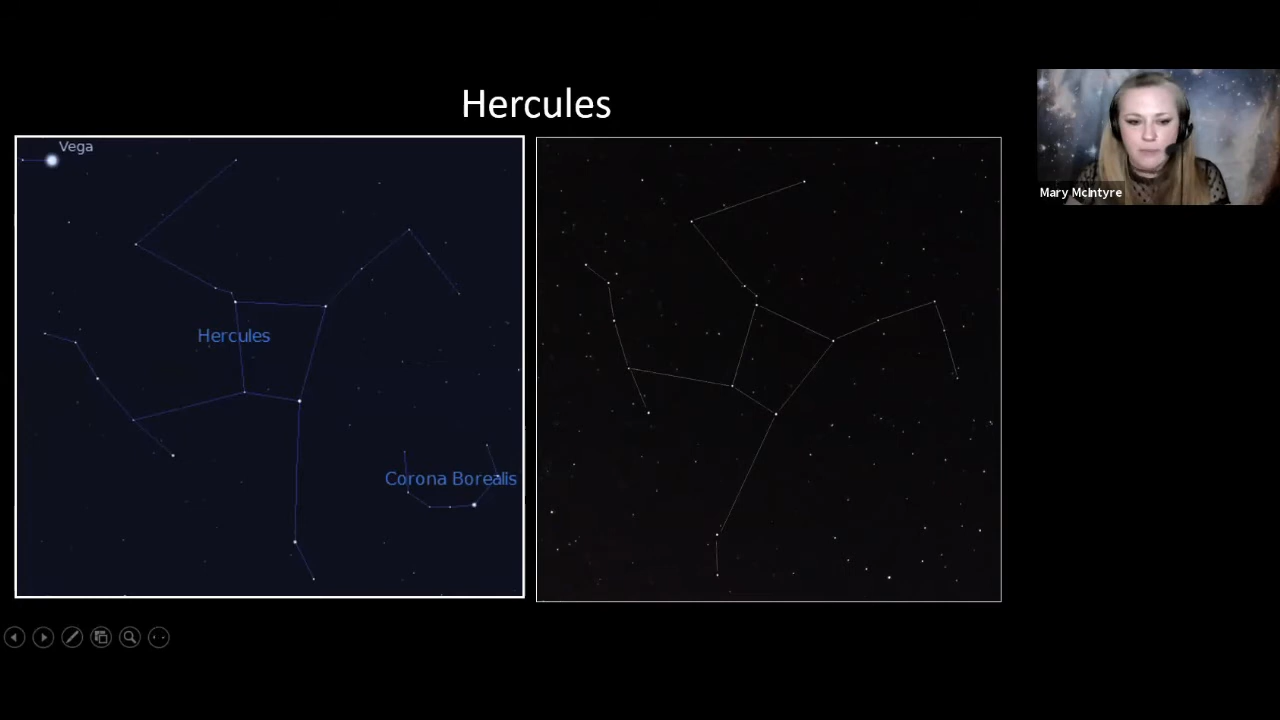 Hercules
Vega
Hercules
Corona Borealis
Mary McIntyre